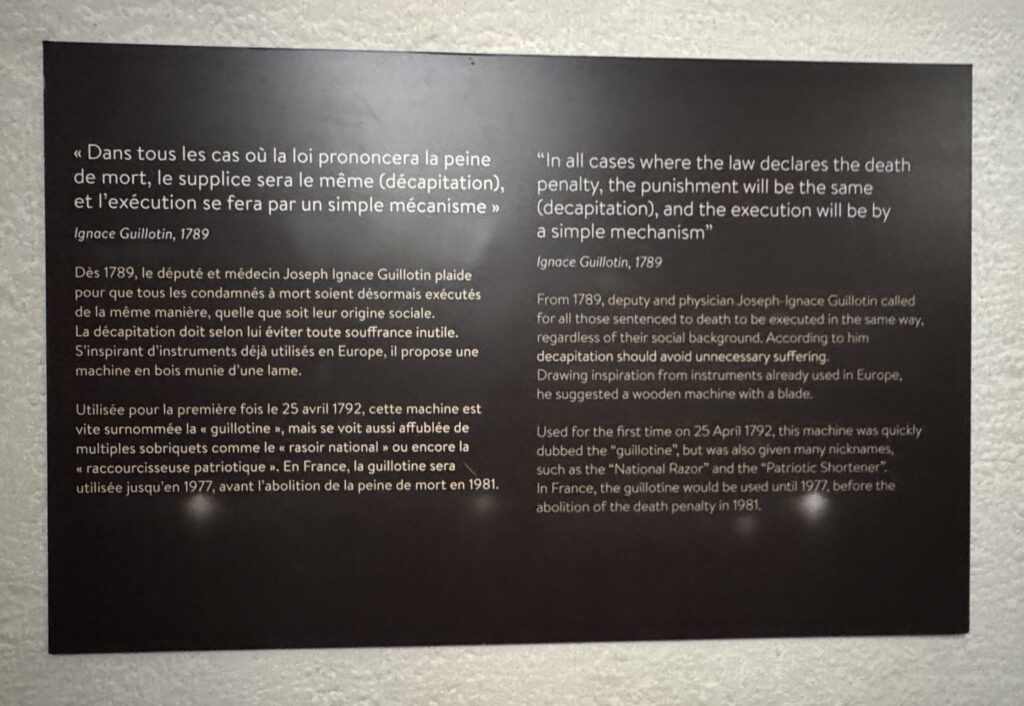 « Dans tous les cas où la loi prononcera la peine
de mort, le supplice sera le même (décapitation),
et l'exécution se fera par un simple mécanisme »
Ignace Guillotin, 1789
Dès 1789, le député et médecin Joseph Ignace Guillotin plaide
pour que tous les condamnés à mort soient désormais exécutés
de la même manière, quelle que soit leur origine sociale.
La décapitation doit selon lui éviter toute souffrance inutile.
S'inspirant d'instruments déjà utilisés en Europe, il propose une
machine en bois munie d'une lame.
Utilisée pour la première fois le 25 avril 1792, cette machine est
vite surnommée la « guillotine », mais se voit aussi affublée de
multiples sobriquets comme le « rasoir national » ou encore la
« raccourcisseuse patriotique ». En France, la guillotine sera
utilisée jusqu'en 1977, avant l'abolition de la peine de mort en 1981.
“In all cases where the law declares the death
penalty, the punishment will be the same
(decapitation), and the execution will be by
a simple mechanism”
Ignace Guillotin, 1789
From 1789, deputy and physician Joseph-Ignace Guillotin called
for all those sentenced to death to be executed in the same way,
regardless of their social background. According to him
decapitation should avoid unnecessary suffering.
Drawing inspiration from instruments already used in Europe,
he suggested a wooden machine with a blade.
Used for the first time on 25 April 1792, this machine was quickly
dubbed the “guillotine”, but was also given many nicknames,
such as the “National Razor” and the “Patriotic Shortener”.
In France, the guillotine would be used until 1977, before the
abolition of the death penalty in 1981.